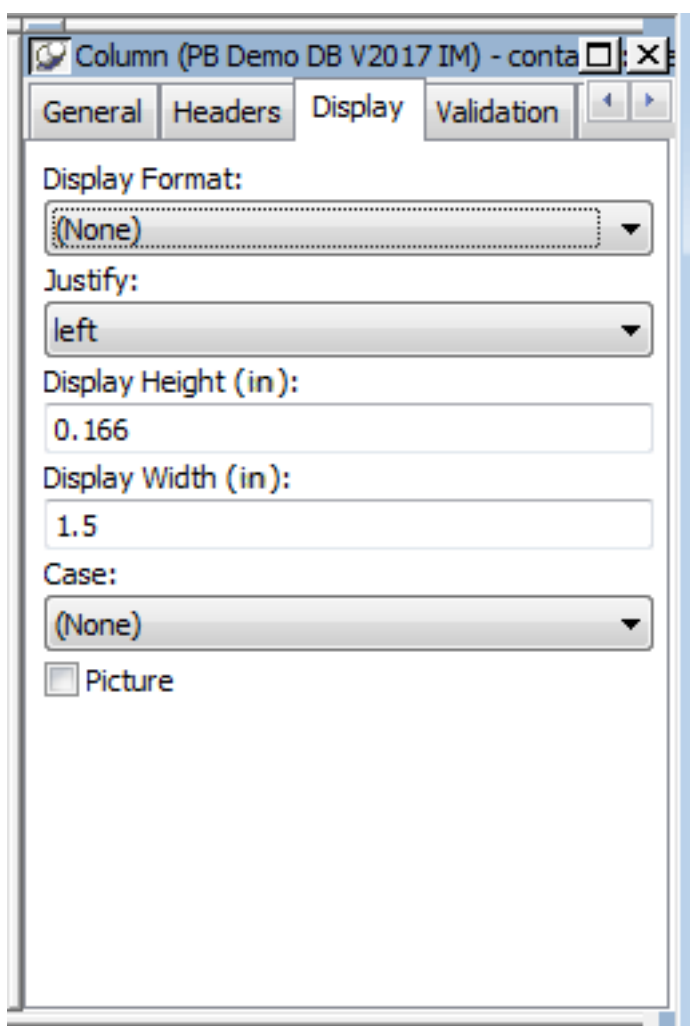 Column (PB Demo DB V2017 IM) - conta
General Headers Display Validation
Display Format:
(None)
Justify:
left
Display Height (in):
0.166
Display Width (in):
1.5
Case:
(None)
Picture